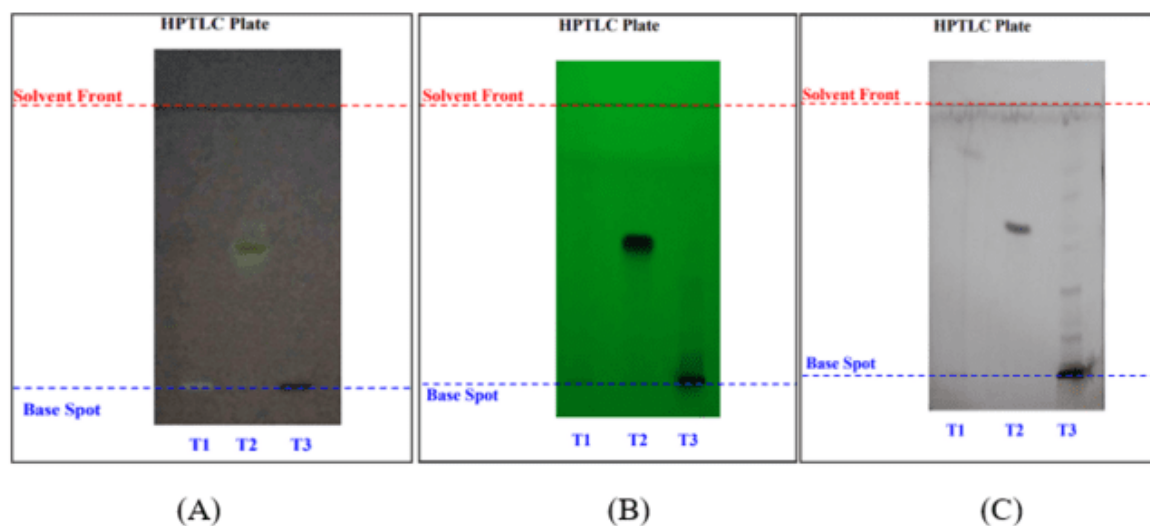 HPTLC Plate
Solvent Front
Base Spot
T1 T2 T3
(A)
HPTLC Plate
Solvent Front
Base Spot
T1 T2 T3
(B)
HPTLC Plate
Solvent Front
Base Spot
T1 T2 T3
(C)